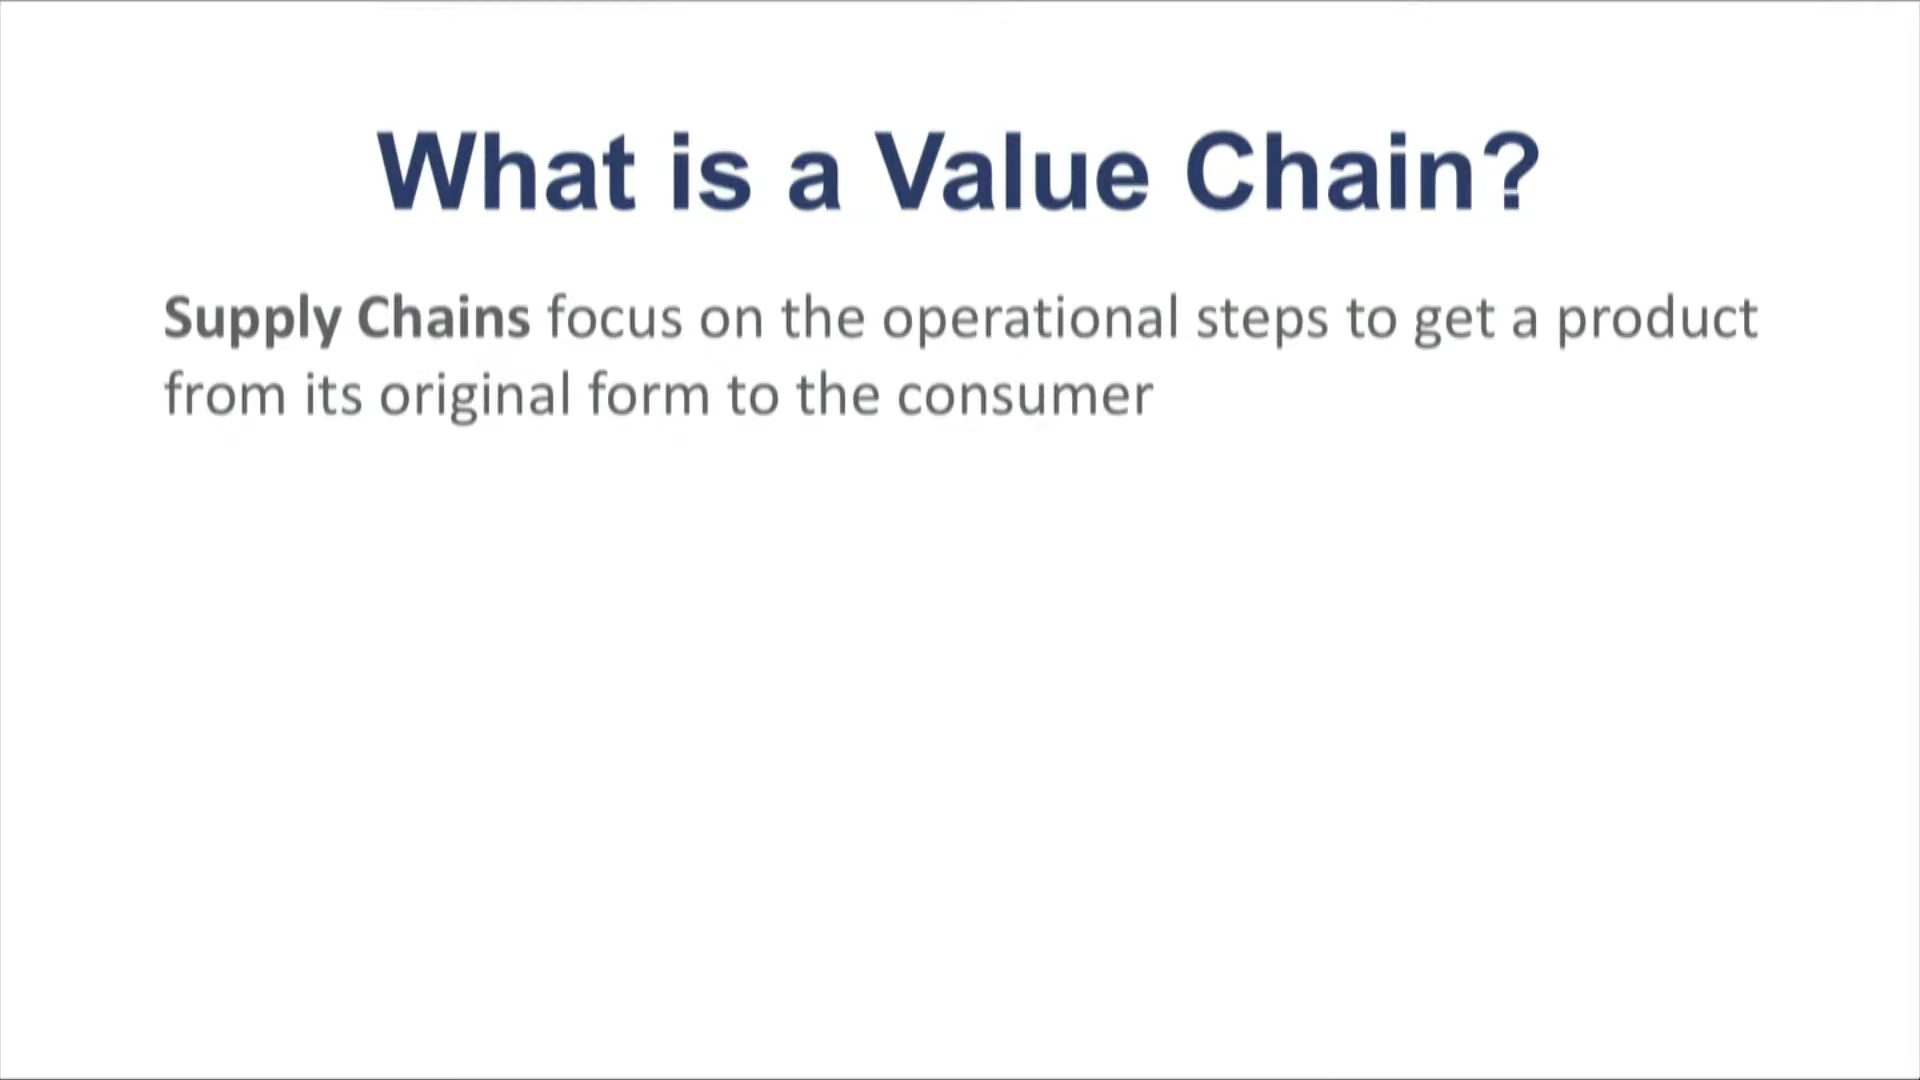 What is a Value Chain?
Supply Chains focus on the operational steps to get a product
from its original form to the consumer